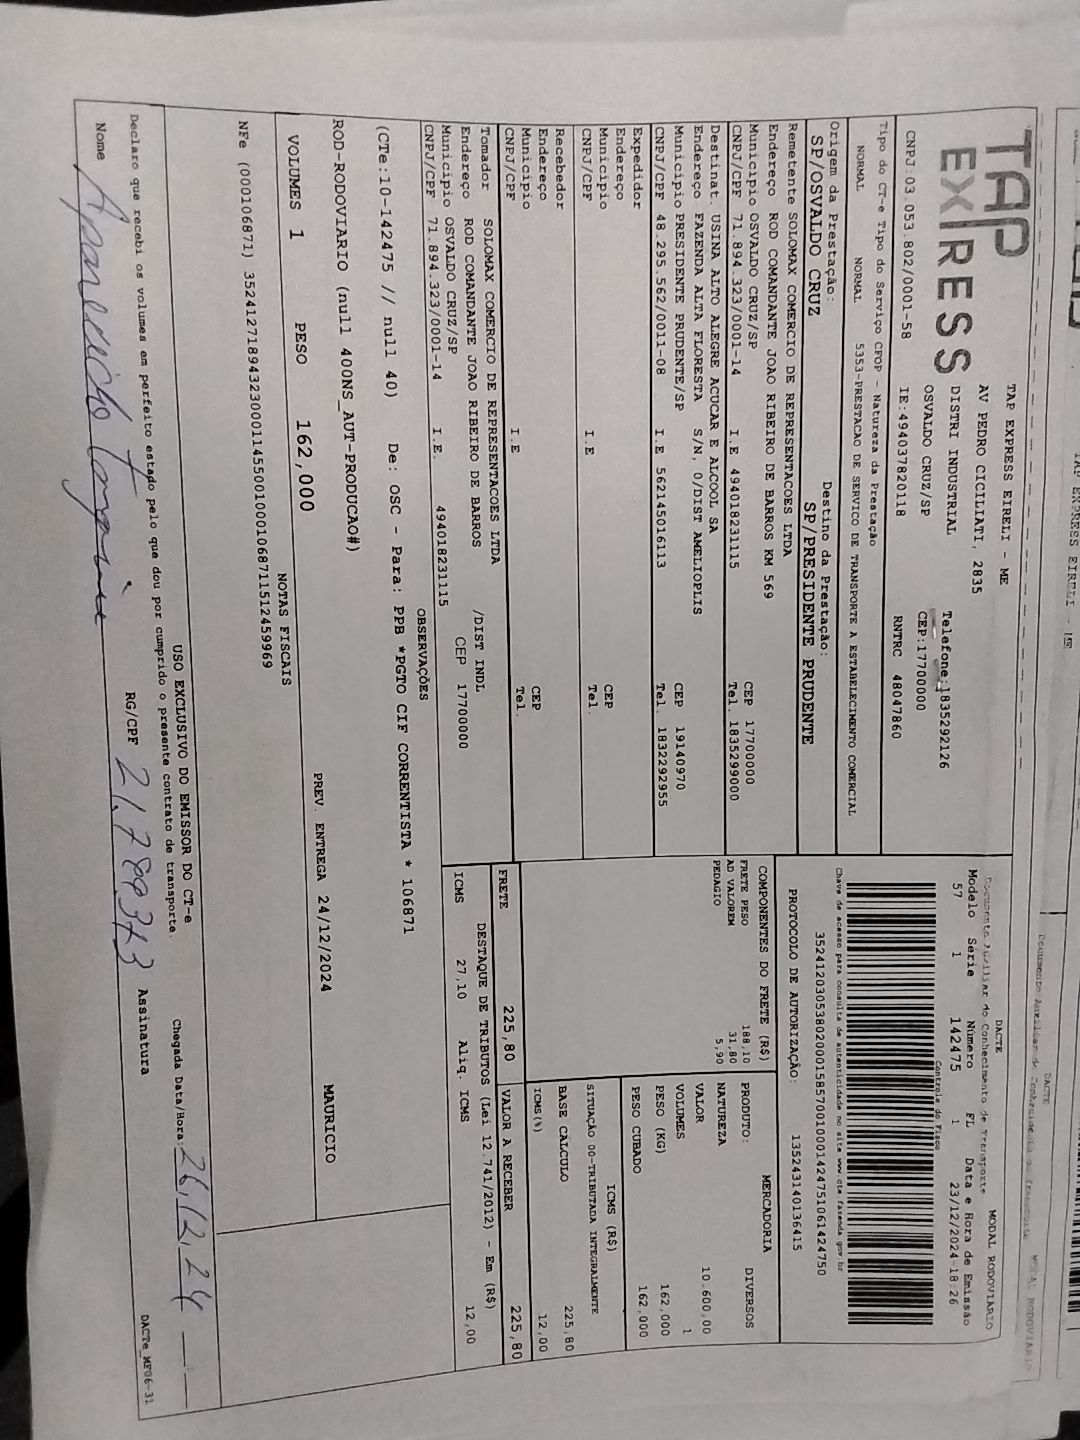 TAP EXPRESS
TAP EXPRESS EIRELI - ME
AV PEDRO CICILIATI, 2835
DISTRI INDUSTRIAL
OSVALDO CRUZ/SP
Telefone:1835292126
CEP:17700000
CNPJ:03.053.802/0001-58 IE:494037820118 RNTRC 48047860
DACTE
Documento Auxiliar do Conhecimento de Transporte
MODAL RODOVIÁRIO
Modelo Série Número FL Data e Hora de Emissão
57 1 142475 1 23/12/2024-18:26
Controle do Fisco
Tipo do CT-e Tipo do Serviço CFOP - Natureza da Prestação
NORMAL NORMAL 5353-PRESTACAO DE SERVICO DE TRANSPORTE A ESTABELECIMENTO COMERCIAL
Chave de acesso para consulta de autenticidade no site www.cte.fazenda.gov.br
35241203053802000158570010001424751061424750
PROTOCOLO DE AUTORIZAÇÃO: 135243140136415
Origem da Prestação: Destino da Prestação:
SP/OSVALDO CRUZ SP/PRESIDENTE PRUDENTE
Remetente SOLOMAX COMERCIO DE REPRESENTACOES LTDA
Endereço ROD COMANDANTE JOAO RIBEIRO DE BARROS KM 569
Município OSVALDO CRUZ/SP CEP 17700000
CNPJ/CPF 71.894.323/0001-14 I.E 494018231115 Tel. 1835299000
Destinat. USINA ALTO ALEGRE ACUCAR E ALCOOL SA
Endereço FAZENDA ALTA FLORESTA S/N, O/DIST AMELIOPLIS
Município PRESIDENTE PRUDENTE/SP CEP 19140970
CNPJ/CPF 48.295.562/0011-08 I.E 562145016113 Tel. 1832292955
Expedidor
Endereço
Município CEP
CNPJ/CPF I.E Tel.
Recebedor
Endereço
Município CEP
CNPJ/CPF I.E Tel.
Tomador SOLOMAX COMERCIO DE REPRESENTACOES LTDA
Endereço ROD COMANDANTE JOAO RIBEIRO DE BARROS /DIST INDL
Município OSVALDO CRUZ/SP CEP 17700000
CNPJ/CPF 71.894.323/0001-14 I.E. 494018231115
COMPONENTES DO FRETE (R$)
FRETE PESO 188,10
AD VALOREM 31,80
PEDAGIO 5,90
MERCADORIA
PRODUTO: DIVERSOS
NATUREZA
VALOR 10.600,00
VOLUMES 1
PESO (KG) 162,000
PESO CUBADO 162,000
ICMS (R$)
SITUAÇÃO 00-TRIBUTADA INTEGRALMENTE
BASE CÁLCULO 225,80
ICMS(%) 12,00
FRETE 225,80 VALOR A RECEBER 225,80
DESTAQUE DE TRIBUTOS (Lei 12.741/2012) - Em (R$)
ICMS 27,10 Aliq. ICMS 12,00
OBSERVAÇÕES
(CTe:10-142475 // null 40) De: OSC - Para: PPB *PGTO CIF CORRENTISTA * 106871
ROD-RODOVIARIO (null 400NS_AUT-PRODUCAO#)
PREV. ENTREGA 24/12/2024 MAURICIO
VOLUMES 1 PESO 162,000
NOTAS FISCAIS
NFe (000106871) 35241271894323000114550010001068711512459969
USO EXCLUSIVO DO EMISSOR DO CT-e
Declaro que recebi os volumes em perfeito estado pelo que dou por cumprido o presente contrato de transporte.
Chegada Data/Hora: 26,12,24
Nome Aparecido RG/CPF 21.789373 Assinatura
DACTe_MF06-31